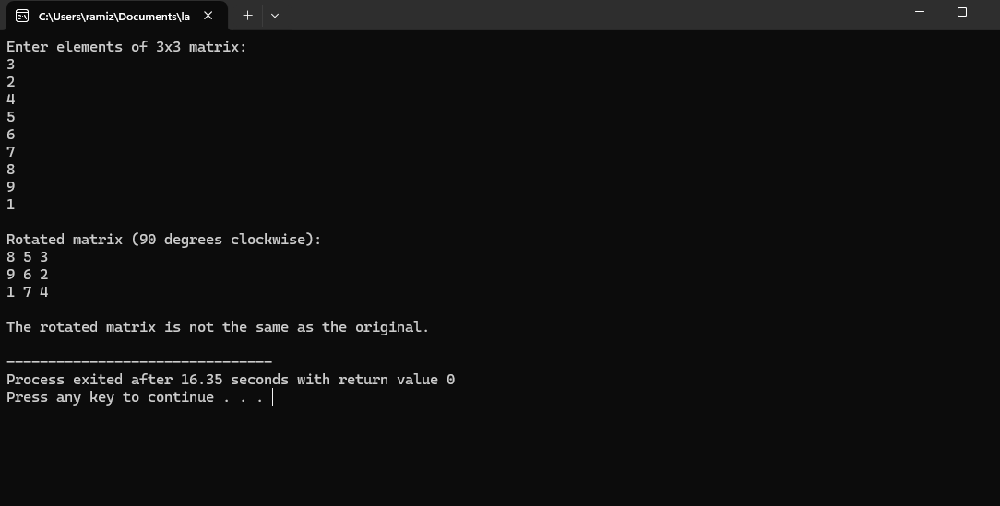 C:\Users\ramiz\Documents\la
Enter elements of 3x3 matrix:
3
2
4
5
6
7
8
9
1
Rotated matrix (90 degrees clockwise):
8 5 3
9 6 2
1 7 4
The rotated matrix is not the same as the original.
--------------------------------
Process exited after 16.35 seconds with return value 0
Press any key to continue . . .